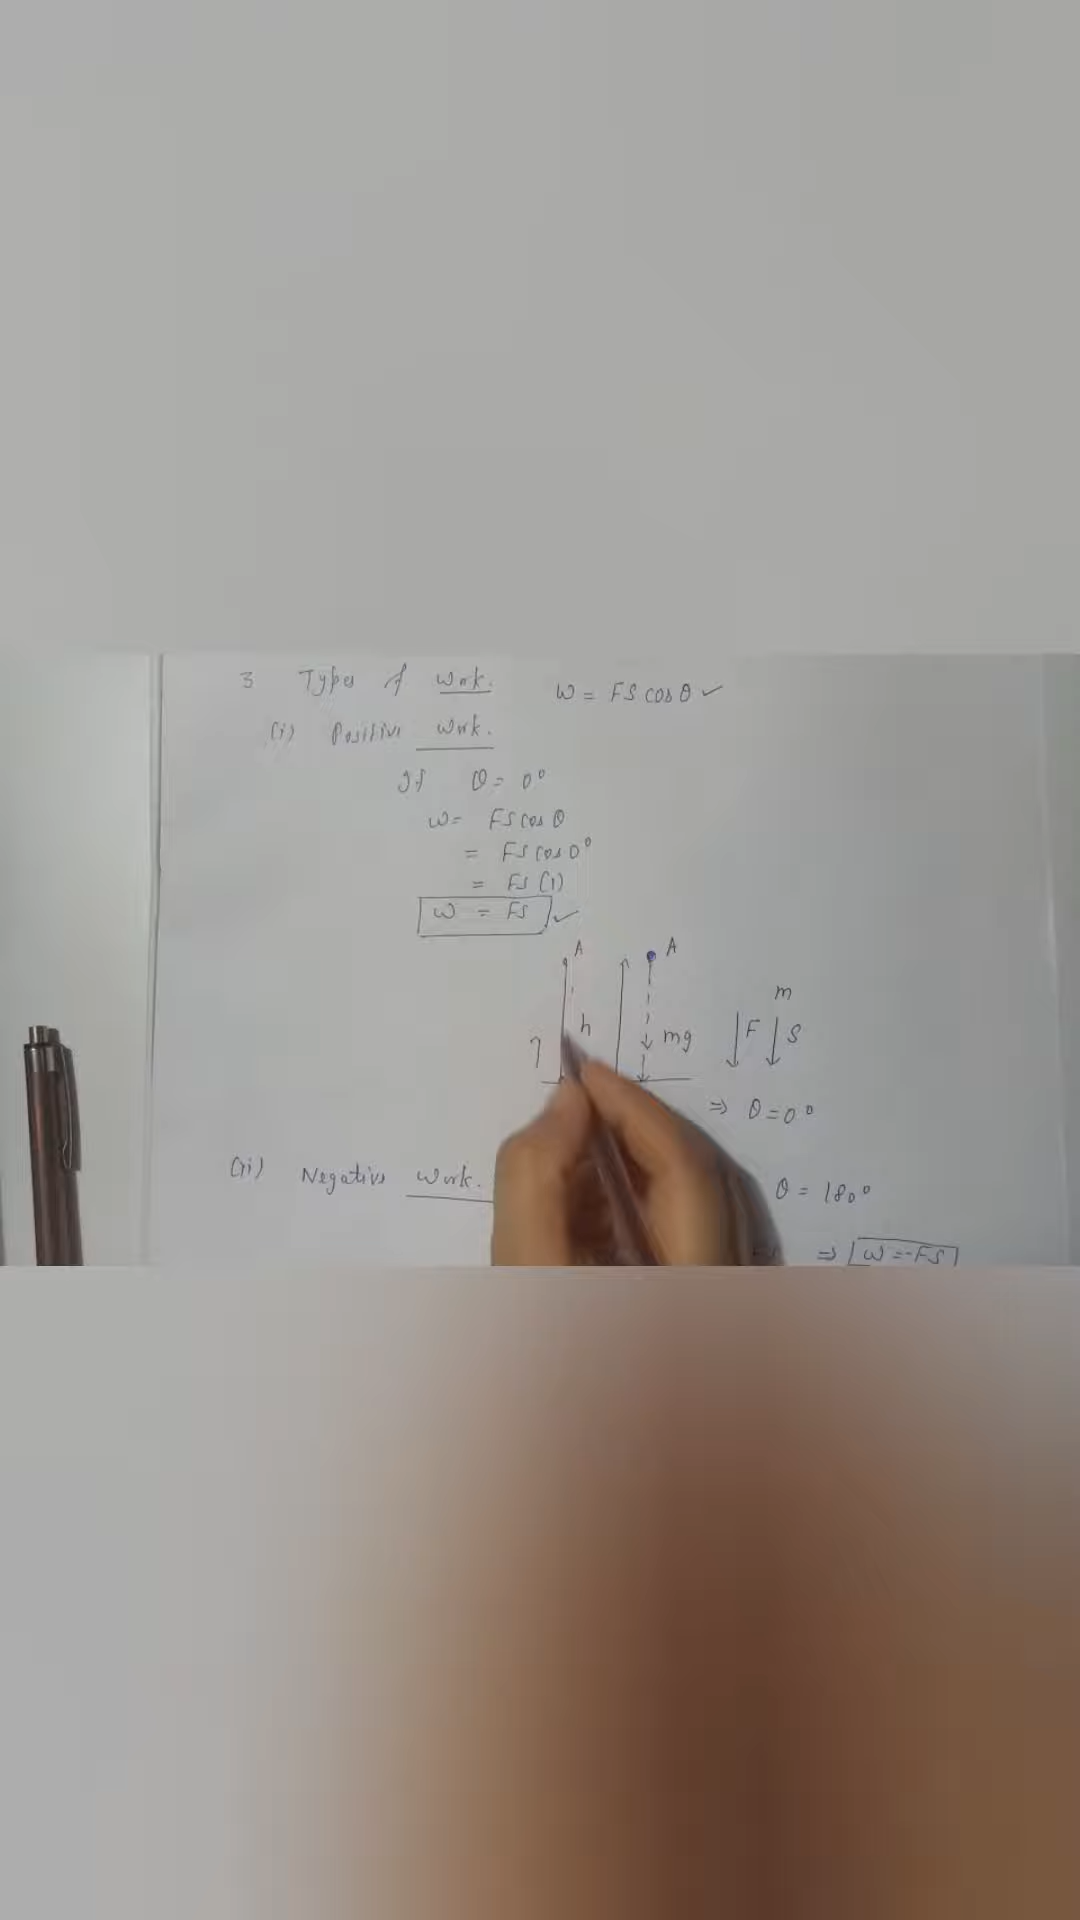 3 Types of Work. W = FS cos θ ✓
(i) Positive Work.
If θ = 0°
W = FS cos θ
= FS cos 0°
= FS (1)
W = FS ✓
A A
m
h mg F S
⇒ θ = 0°
(ii) Negative Work. θ = 180°
⇒ W = -FS